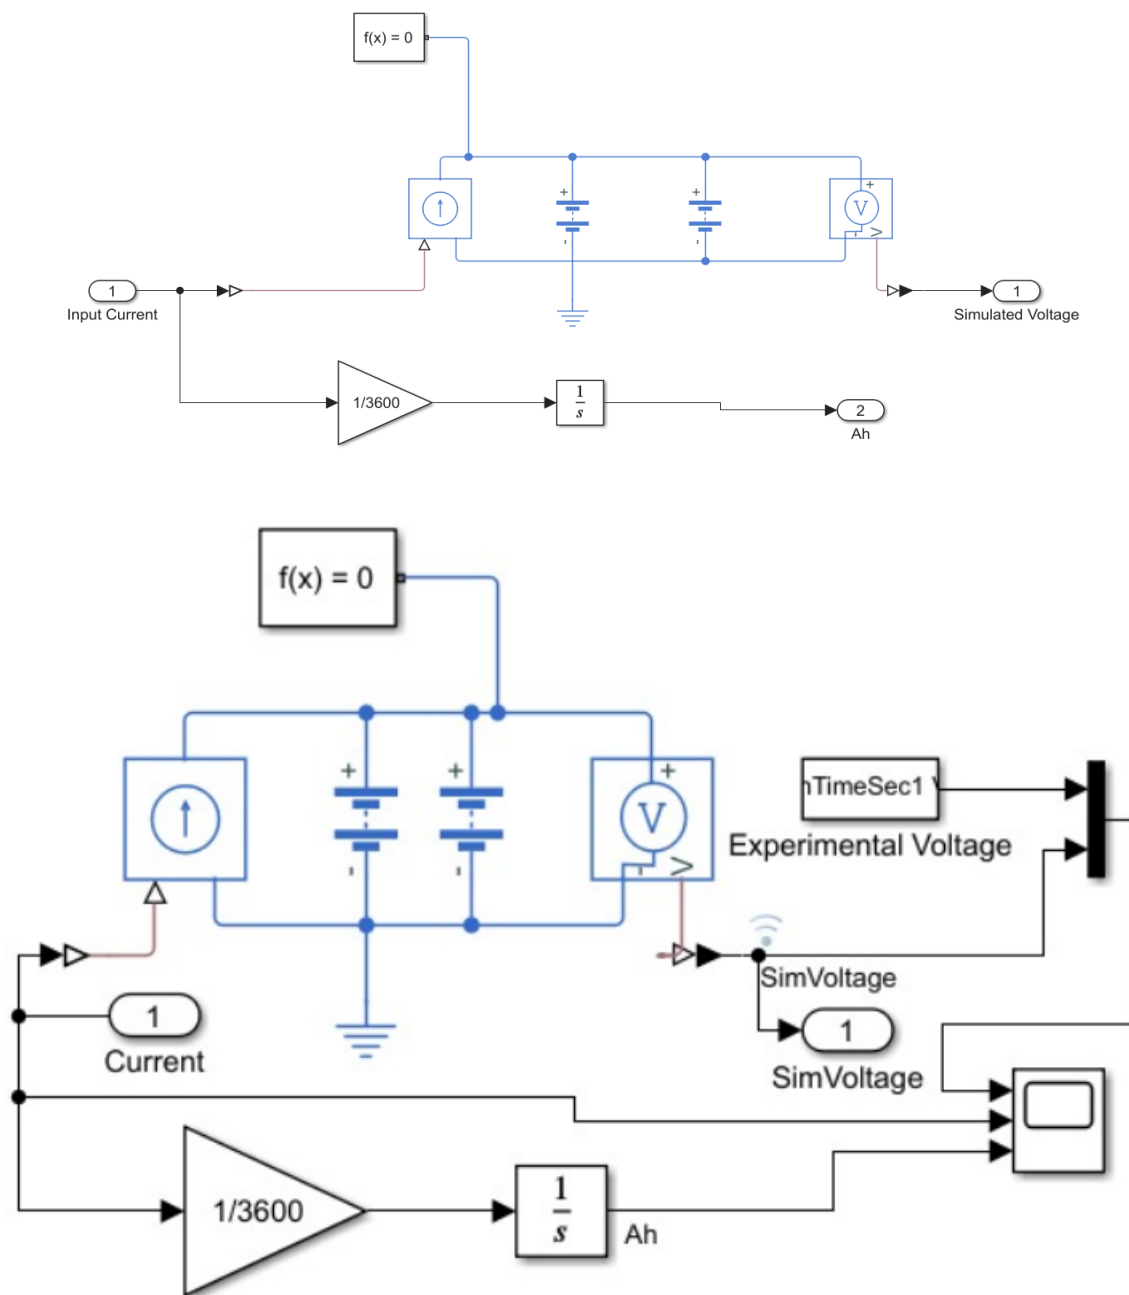 f(x) = 0
+
+
+
V
-
-
-
V
1
Input Current
1
Simulated Voltage
1/3600
1
s
2
Ah
f(x) = 0
+
+
+
V
nTimeSec1 V
Experimental Voltage
-
-
-
V
SimVoltage
1
Current
1
SimVoltage
1/3600
1
s
Ah